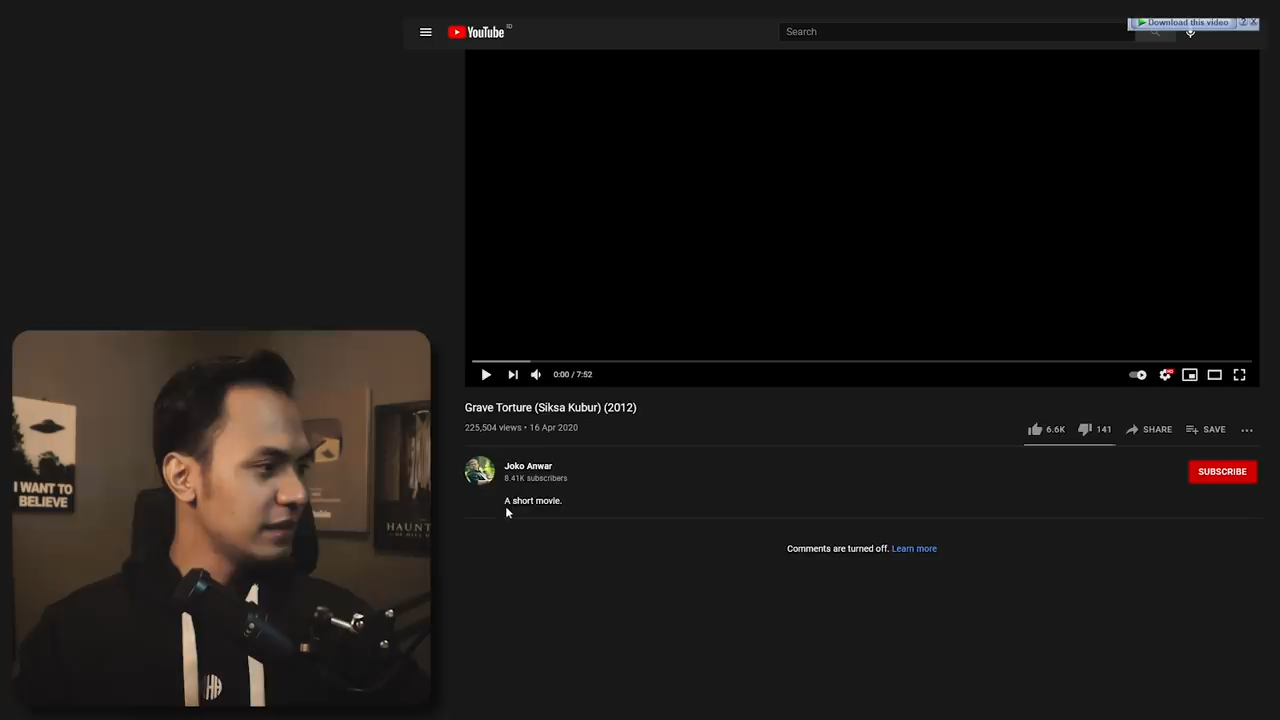 Download this video
YouTube ID
Search
0:00 / 7:52
Grave Torture (Siksa Kubur) (2012)
225,504 views • 16 Apr 2020
6.6K
141
SHARE
SAVE
Joko Anwar
8.41K subscribers
SUBSCRIBE
A short movie.
Comments are turned off. Learn more
I WANT TO
BELIEVE
HAUNT